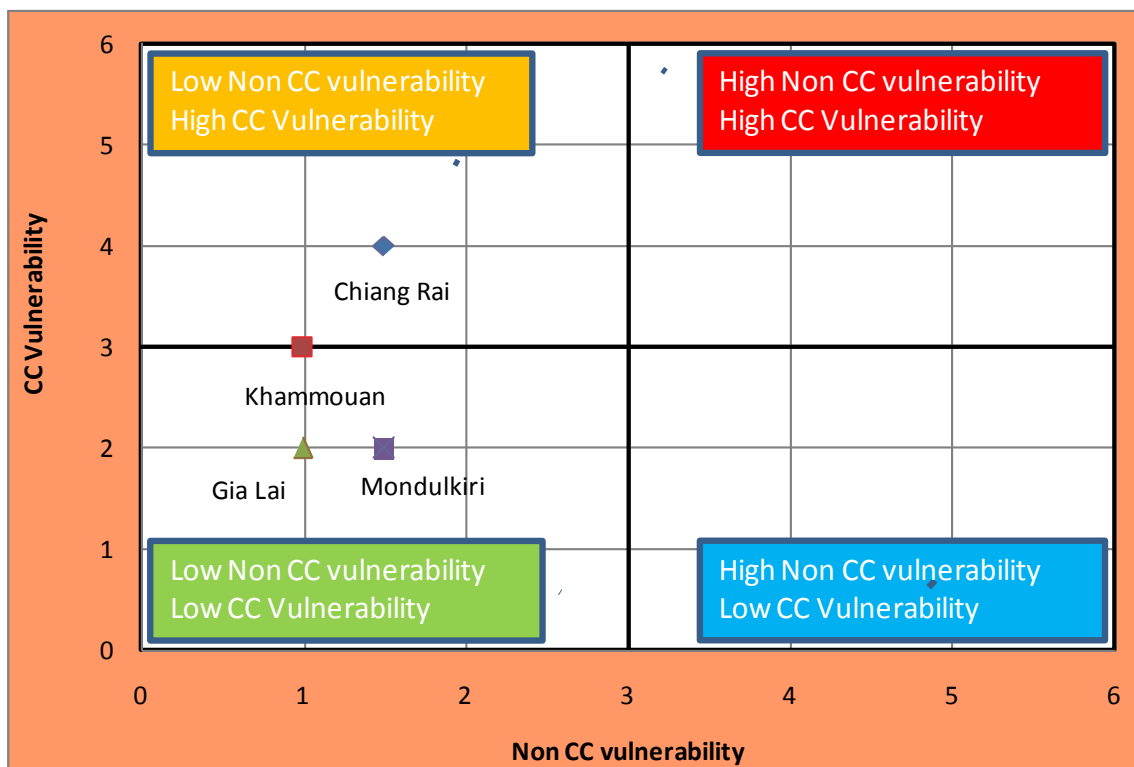 6
Low Non CC vulnerability
High CC Vulnerability
High Non CC vulnerability
High CC Vulnerability
5
4
Chiang Rai
CC Vulnerability
3
Khammouan
2
Gia Lai
Mondulkiri
1
Low Non CC vulnerability
Low CC Vulnerability
High Non CC vulnerability
Low CC Vulnerability
0
0 1 2 3 4 5 6
Non CC vulnerability